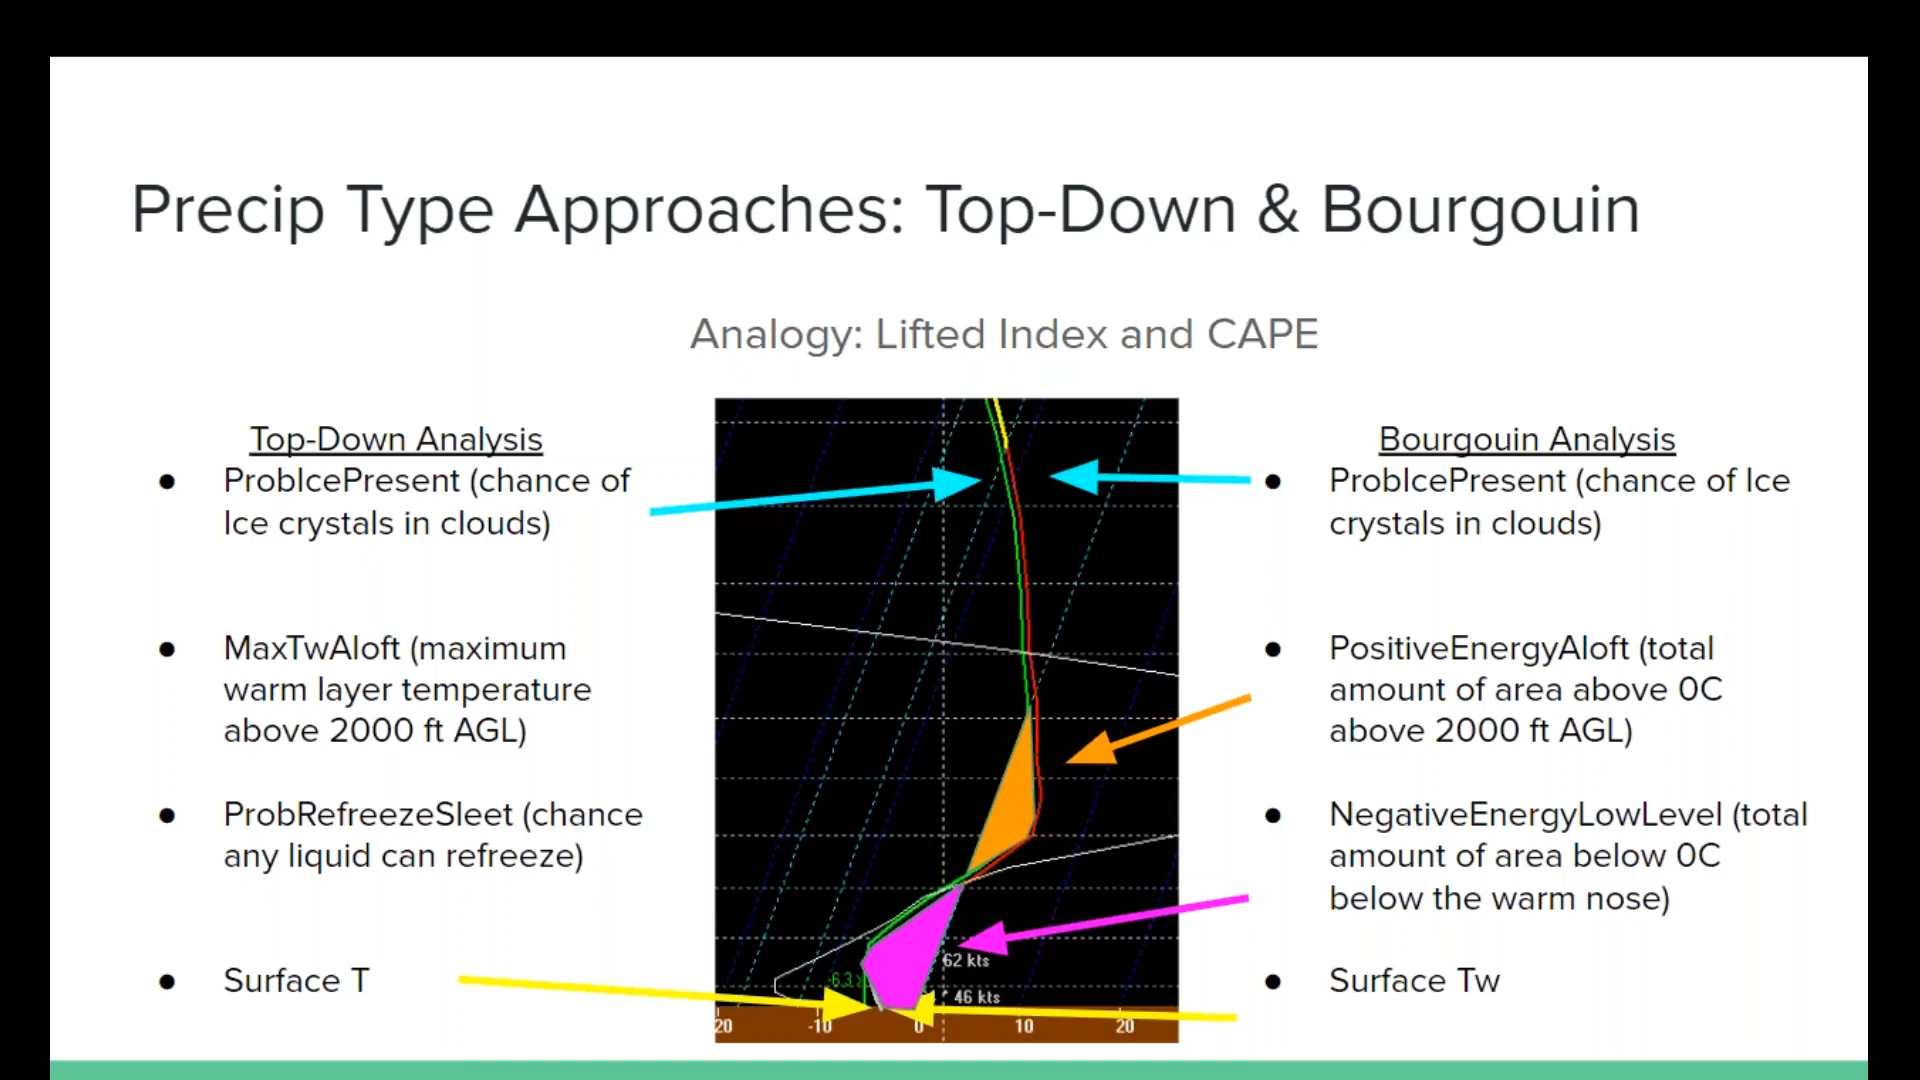 Precip Type Approaches: Top-Down & Bourgouin
Analogy: Lifted Index and CAPE
Top-Down Analysis
● ProbIcePresent (chance of
Ice crystals in clouds)
● MaxTwAloft (maximum
warm layer temperature
above 2000 ft AGL)
● ProbRefreezeSleet (chance
any liquid can refreeze)
● Surface T
62 kts
46 kts
20 -10 0 10 20
Bourgouin Analysis
● ProbIcePresent (chance of Ice
crystals in clouds)
● PositiveEnergyAloft (total
amount of area above 0C
above 2000 ft AGL)
● NegativeEnergyLowLevel (total
amount of area below 0C
below the warm nose)
● Surface Tw